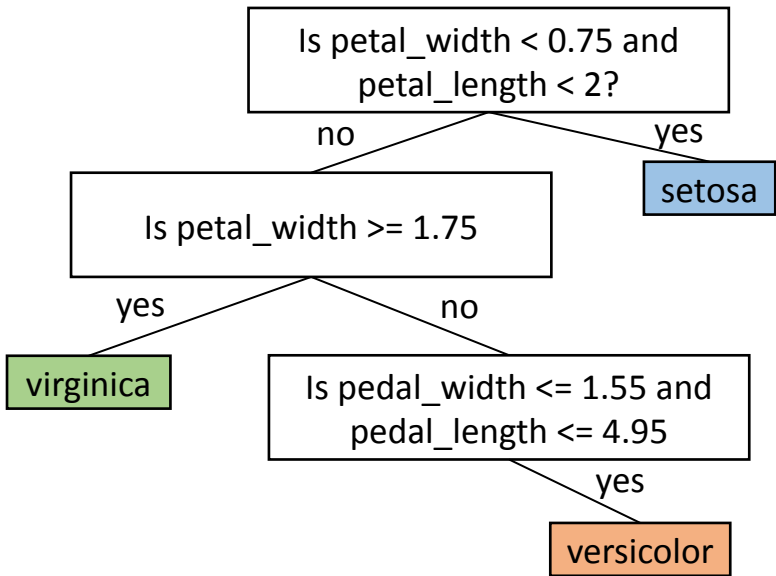 Is petal_width < 0.75 and
petal_length < 2?
no
yes
setosa
Is petal_width >= 1.75
yes
no
virginica
Is pedal_width <= 1.55 and
pedal_length <= 4.95
yes
versicolor